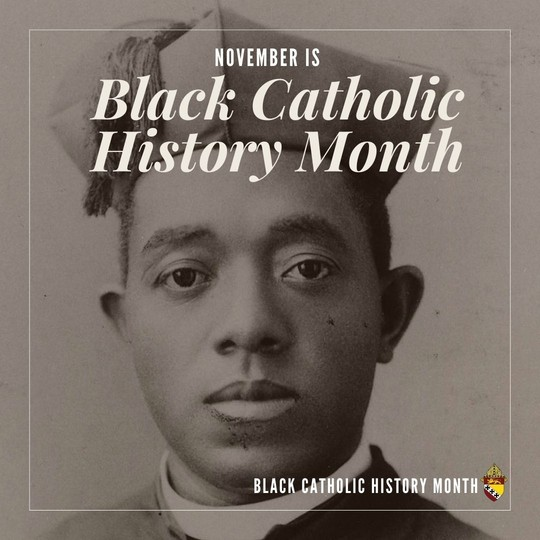 NOVEMBER IS
Black Catholic
History Month
BLACK CATHOLIC HISTORY MONTH